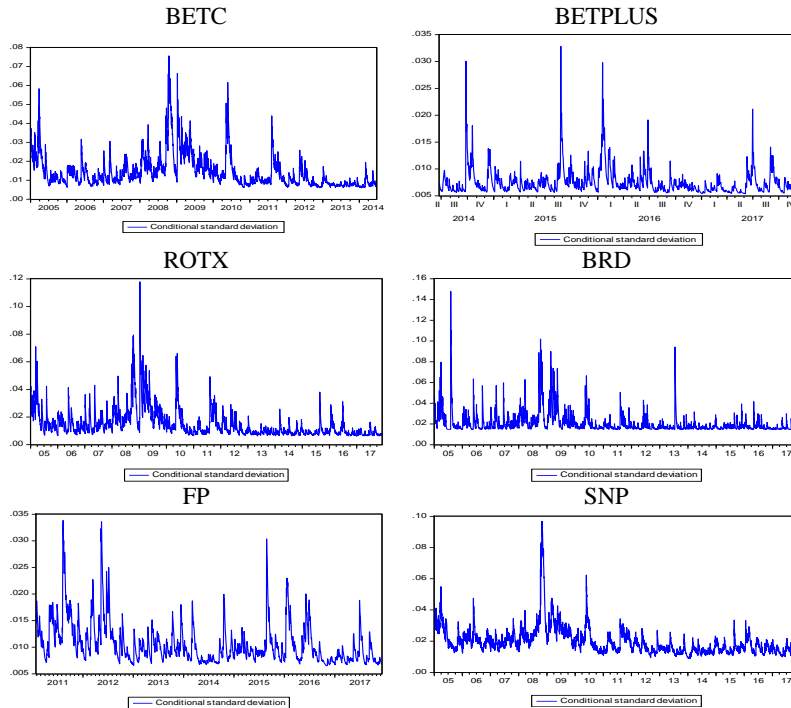 BETC
.08
.07
.06
.05
.04
.03
.02
.01
.00
2005 2006 2007 2008 2009 2010 2011 2012 2013 2014
Conditional standard deviation
BETPLUS
.035
.030
.025
.020
.015
.010
.005
II III IV I II III IV I II III IV I II III IV
2014 2015 2016 2017
Conditional standard deviation
ROTX
.12
.10
.08
.06
.04
.02
.00
05 06 07 08 09 10 11 12 13 14 15 16 17
Conditional standard deviation
BRD
.16
.14
.12
.10
.08
.06
.04
.02
.00
05 06 07 08 09 10 11 12 13 14 15 16 17
Conditional standard deviation
FP
.035
.030
.025
.020
.015
.010
.005
2011 2012 2013 2014 2015 2016 2017
Conditional standard deviation
SNP
.10
.08
.06
.04
.02
.00
05 06 07 08 09 10 11 12 13 14 15 16 17
Conditional standard deviation